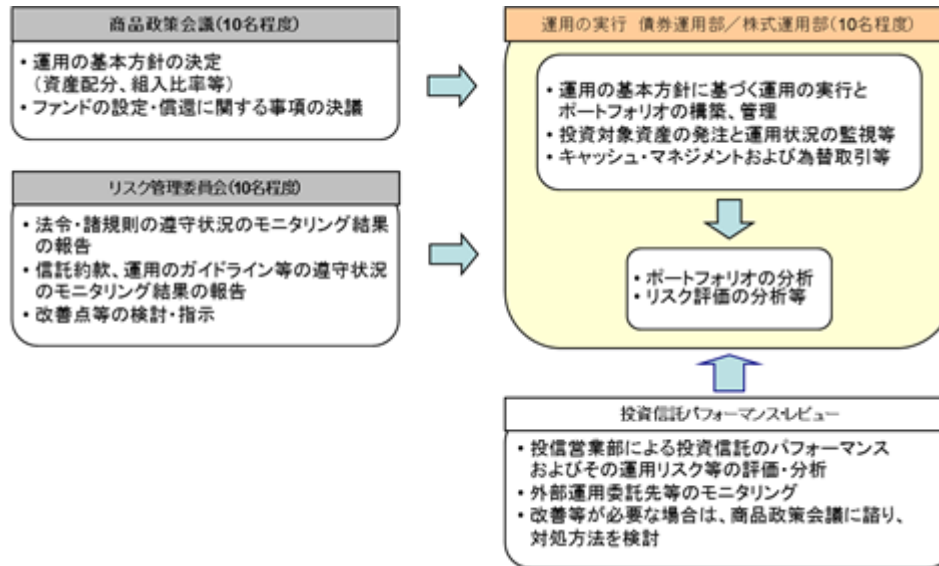 商品政策会議(10名程度)
・運用の基本方針の決定
(資産配分、組入比率等)
・ファンドの設定・償還に関する事項の決議
リスク管理委員会(10名程度)
・法令・諸規則の遵守状況のモニタリング結果
の報告
・信託約款、運用のガイドライン等の遵守状況
のモニタリング結果の報告
・改善点等の検討・指示
運用の実行 債券運用部／株式運用部(10名程度)
・運用の基本方針に基づく運用の実行と
ポートフォリオの構築、管理
・投資対象資産の発注と運用状況の監視等
・キャッシュ・マネジメントおよび為替取引等
・ポートフォリオの分析
・リスク評価の分析等
投資信託パフォーマンス・レビュー
・投信営業部による投資信託のパフォーマンス
およびその運用リスク等の評価・分析
・外部運用委託先等のモニタリング
・改善等が必要な場合は、商品政策会議に諮り、
対処方法を検討